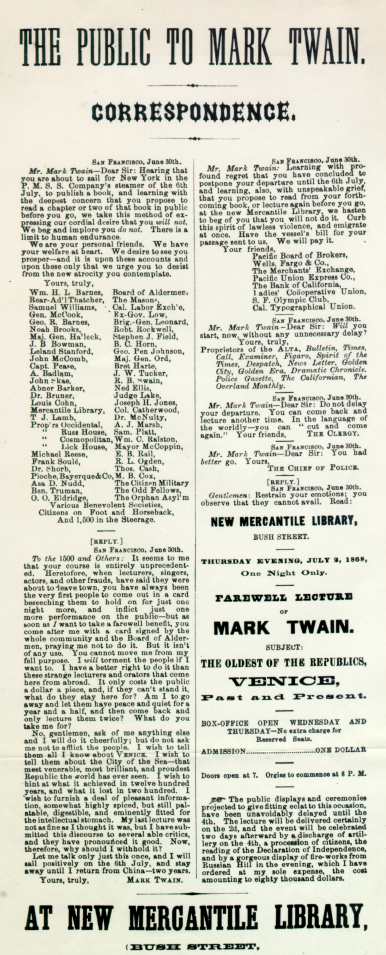 THE PUBLIC TO MARK TWAIN.
CORRESPONDENCE.
SAN FRANCISCO, June 30th.
Mr. Mark Twain—Dear Sir: Hearing that
you are about to sail for New York in the
P. M. S. S. Company's steamer of the 6th
July, to publish a book, and learning with
the deepest concern that you propose to
read a chapter or two of that book in public
before you go, we take this method of ex-
pressing our cordial desire that you will not.
We beg and implore you do not. There is a
limit to human endurance.
We are your personal friends. We have
your welfare at heart. We desire to see you
prosper—and it is upon these accounts and
upon these only that we urge you to desist
from the new atrocity you contemplate.
Yours, truly,
Wm. H. L. Barnes,
Rear-Ad'l Thatcher,
Samuel Williams,
Gen. McCook,
Geo. R. Barnes,
Noah Brooks,
Maj. Gen. Halleck,
J. B. Bowman,
Leland Stanford,
John McComb,
Capt. Pease,
A. Badlam,
John Skae,
Abner Barker,
Dr. Bruner,
Louis Cohn,
Mercantile Library,
T. J. Lamb,
Prop'rs Occidental,
" Russ House,
" Cosmopolitan,
" Lick House,
Michael Reese,
Frank Soulé,
Dr. Shorb,
Pioche, Bayerque & Co,
Asa D. Nudd,
Ben. Truman,
O. O. Eldridge,
Board of Aldermen,
The Masons,
Cal. Labor Exch'e,
Ex-Gov. Low,
Brig.-Gen. Leonard,
Robt. Rockwell,
Stephen J. Field,
R. C. Horn,
Geo. Pen Johnson,
Maj. Gen. Ord,
Bret Harte,
J. W. Tucker,
R. B. Swain,
Ned Ellis,
Judge Lake,
Joseph H. Jones,
Col. Catherwood,
Dr. McNulty,
A. J. Marsh,
Sam. Platt,
Wm. C. Ralston,
Mayor McCoppin,
E. B. Rail,
R. L. Ogden,
Thos. Cash,
M. B. Cox,
The Citizen Military
The Odd Fellows,
The Orphan Asyl'm
Various Benevolent Societies,
Citizens on Foot and Horseback,
And 1,500 in the Steerage.
[REPLY.]
SAN FRANCISCO, June 30th.
To the 1500 and Others: It seems to me
that your course is entirely unprecedent-
ed. Heretofore, when lecturers, singers,
actors, and other frauds, have said they were
about to leave town, you have always been
the very first people to come out in a card
beseeching them to hold on for just one
night more, and inflict just one
more performance on the public—but as
soon as I want to take a farewell benefit, you
come after me with a card signed by the
whole community and the Board of Alder-
men, praying me not to do it. But it isn't
of any use. You cannot move me from my
fell purpose. I will torment the people if I
want to. I have a better right to do it than
these strange lecturers and orators that come
here from abroad. It only costs the public
a dollar a piece, and, if they can't stand it,
what do they stay here for? Am I to go
away and let them have peace and quiet for a
year and a half, and then come back and
only lecture them twice? What do you
take me for?
No, gentlemen, ask of me anything else
and I will do it cheerfully; but do not ask
me not to afflict the people. I wish to tell
them all I know about VENICE. I wish to
tell them about the City of the Sea—that
most venerable, most brilliant, and proudest
Republic the world has ever seen. I wish to
hint at what it achieved in twelve hundred
years, and what it lost in two hundred. I
wish to furnish a deal of pleasant informa-
tion, somewhat highly spiced, but still pal-
atable, digestible, and eminently fitted for
the intellectual stomach. My last lecture was
not as fine as I thought it was, but I have sub-
mitted this discourse to several able critics,
and they have pronounced it good. Now,
therefore, why should I withhold it?
Let me talk only just this once, and I will
sail positively on the 6th July, and stay
away until I return from China—two years.
Yours, truly, MARK TWAIN.
SAN FRANCISCO, June 30th.
Mr. Mark Twain: Learning with pro-
found regret that you have concluded to
postpone your departure until the 6th July,
and learning, also, with unspeakable grief,
that you propose to read from your forth-
coming book, or lecture again before you go,
at the new Mercantile Library, we hasten
to beg of you that you will not do it. Curb
this spirit of lawless violence, and emigrate
at once. Have the vessel's bill for your
passage sent to us. We will pay it.
Your friends,
Pacific Board of Brokers,
Wells, Fargo & Co.,
The Merchants' Exchange,
Pacific Union Express Co.,
The Bank of California,
Ladies' Coöperative Union,
S. F. Olympic Club,
Cal. Typographical Union.
SAN FRANCISCO, June 30th.
Mr. Mark Twain—Dear Sir: Will you
start, now, without any unnecessary delay?
Yours, truly,
Proprietors of the Alta, Bulletin, Times,
Call, Examiner, Figaro, Spirit of the
Times, Despatch, News Letter, Golden
City, Golden Era, Dramatic Chronicle,
Police Gazette, The Californian, The
Overland Monthly.
SAN FRANCISCO, June 30th.
Mr. Mark Twain—Dear Sir: Do not delay
your departure. You can come back and
lecture another time. In the language of
the worldly—you can "cut and come
again." Your friends, THE CLERGY.
SAN FRANCISCO, June 30th.
Mr. Mark Twain—Dear Sir: You had
better go. Yours,
THE CHIEF OF POLICE.
[REPLY.]
SAN FRANCISCO, June 30th.
Gentlemen: Restrain your emotions; you
observe that they cannot avail. Read:
NEW MERCANTILE LIBRARY,
BUSH STREET.
THURSDAY EVENING, JULY 2, 1868,
One Night Only.
FAREWELL LECTURE
OF
MARK TWAIN.
SUBJECT:
THE OLDEST OF THE REPUBLICS,
VENICE,
Past and Present.
BOX-OFFICE OPEN WEDNESDAY AND
THURSDAY—No extra charge for
Reserved Seats.
ADMISSION..................ONE DOLLAR
Doors open at 7. Orgies to commence at 8 P. M.
The public displays and ceremonies
projected to give fitting eclat to this occasion,
have been unavoidably delayed until the
4th. The lecture will be delivered certainly
on the 2d, and the event will be celebrated
two days afterward by a discharge of artil-
lery on the 4th, a procession of citizens, the
reading of the Declaration of Independence,
and by a gorgeous display of fire-works from
Russian Hill in the evening, which I have
ordered at my sole expense, the cost
amounting to eighty thousand dollars.
AT NEW MERCANTILE LIBRARY,
BUSH STREET,